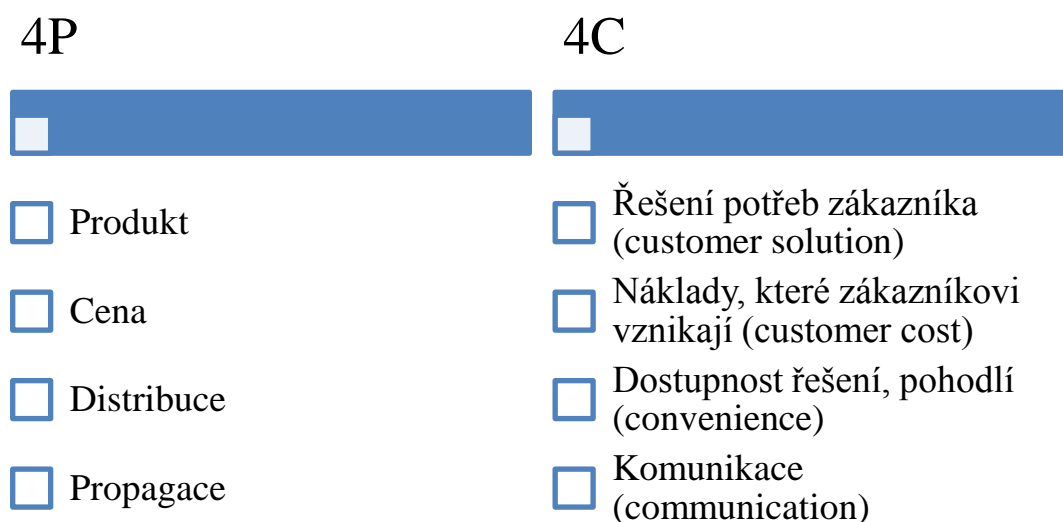 4P
Produkt
Cena
Distribuce
Propagace
4C
Řešení potřeb zákazníka
(customer solution)
Náklady, které zákazníkovi
vznikají (customer cost)
Dostupnost řešení, pohodlí
(convenience)
Komunikace
(communication)